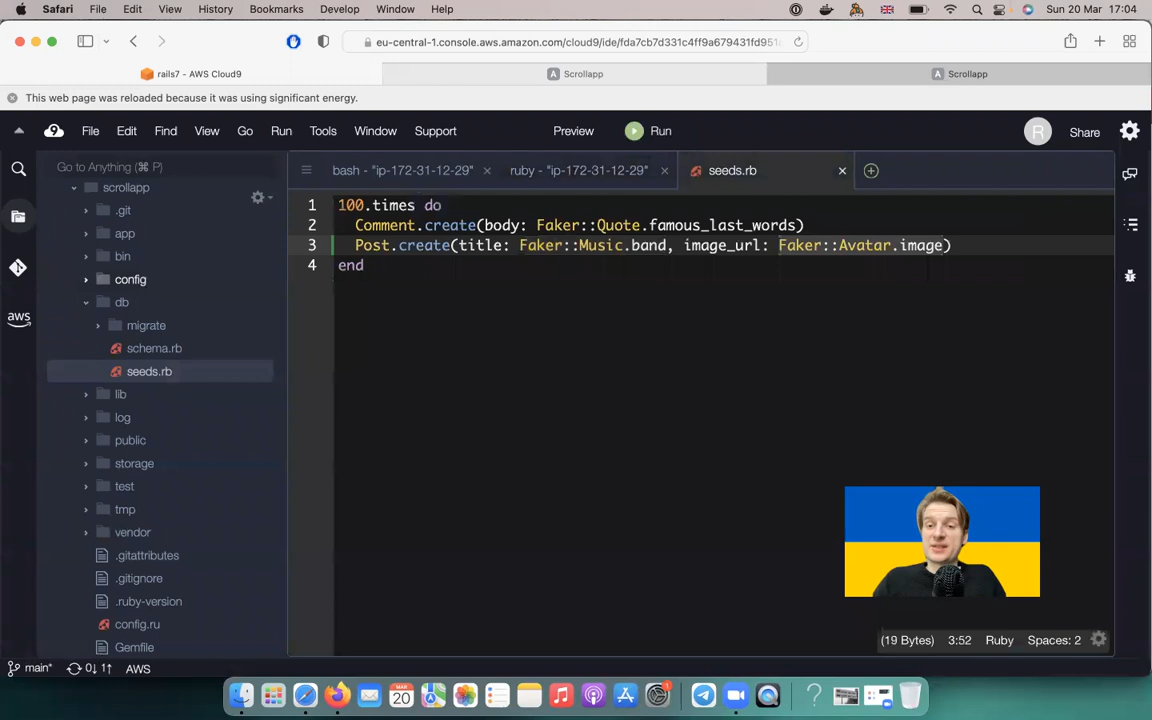 Safari File Edit View History Bookmarks Develop Window Help Sun 20 Mar 17:04
eu-central-1.console.aws.amazon.com/cloud9/ide/fda7cb7d331c4ff9a679431fd951
rails7 - AWS Cloud9 A Scrollapp A Scrollapp
This web page was reloaded because it was using significant energy.
9 File Edit Find View Go Run Tools Window Support Preview Run R Share
Go to Anything (⌘ P) bash - "ip-172-31-12-29" ruby - "ip-172-31-12-29" seeds.rb
scrollapp
.git
app
bin
config
db
migrate
schema.rb
seeds.rb
lib
log
public
storage
test
tmp
vendor
.gitattributes
.gitignore
.ruby-version
config.ru
Gemfile
aws
1 100.times do
2 Comment.create(body: Faker::Quote.famous_last_words)
3 Post.create(title: Faker::Music.band, image_url: Faker::Avatar.image)
4 end
(19 Bytes) 3:52 Ruby Spaces: 2
main* 0↓ 1↑ AWS
MAR
20
1